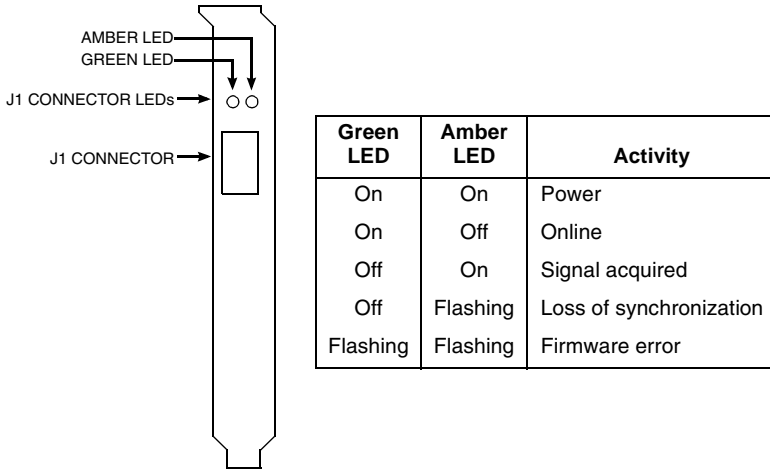 AMBER LED
GREEN LED
J1 CONNECTOR LEDs
J1 CONNECTOR
Green LED Amber LED Activity
On On Power
On Off Online
Off On Signal acquired
Off Flashing Loss of synchronization
Flashing Flashing Firmware error